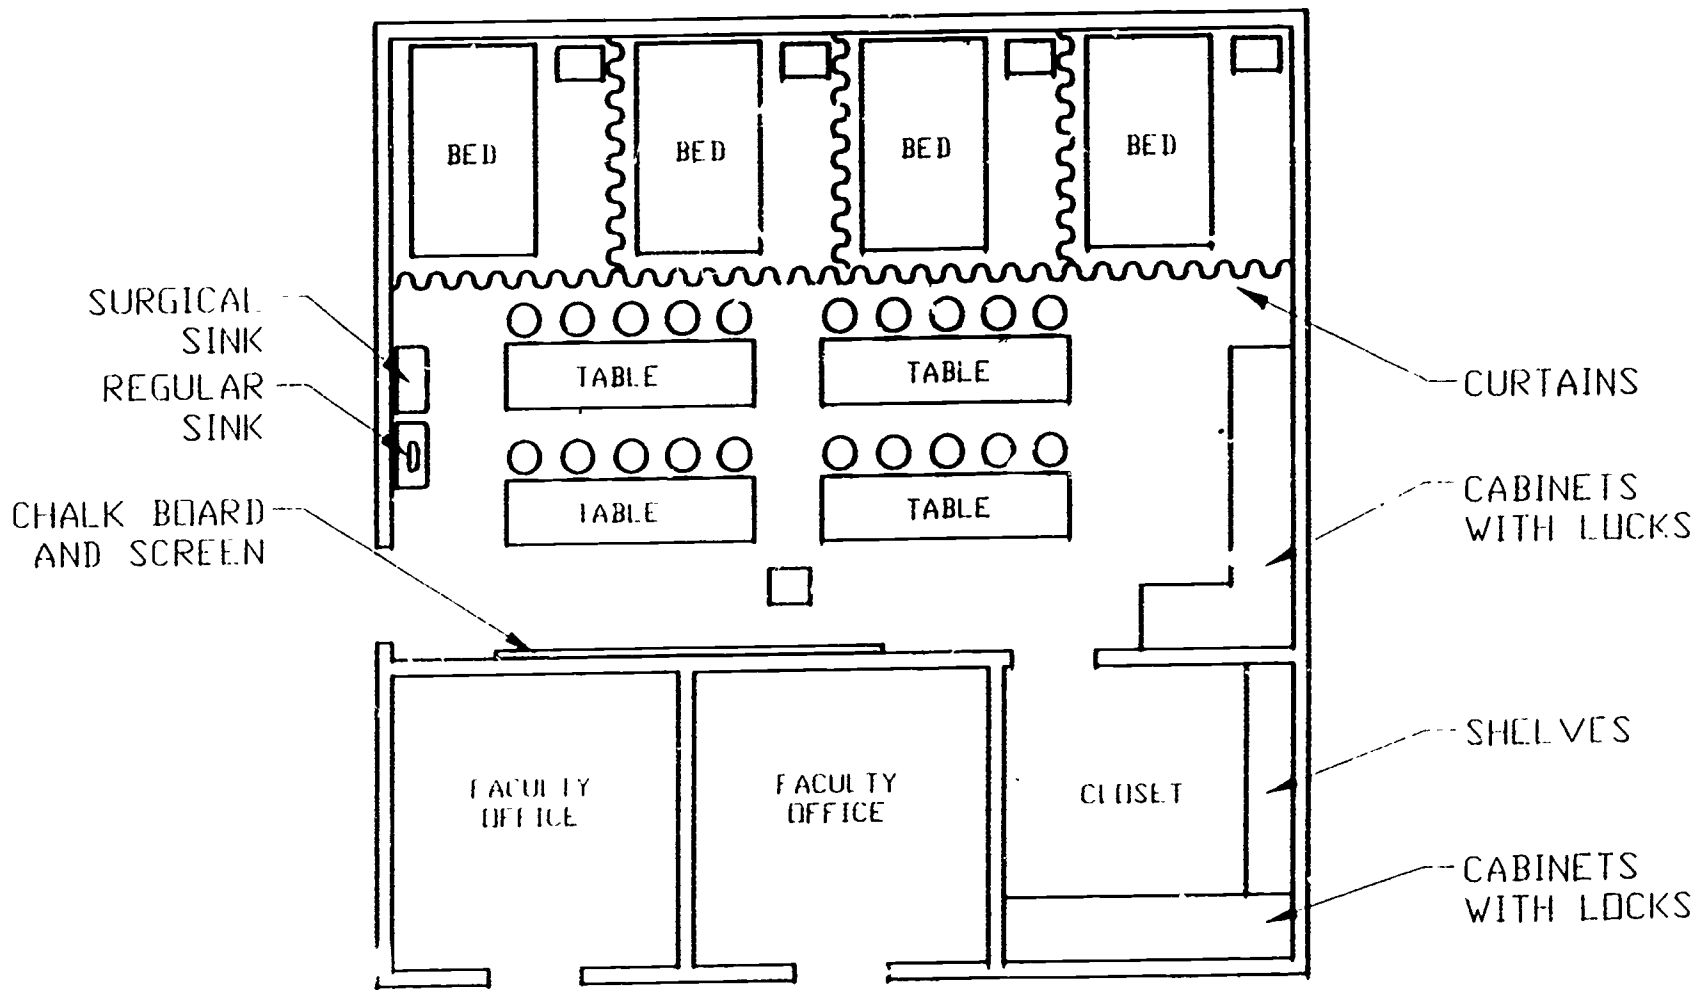 BED
BED
BED
BED
SURGICAL
SINK
REGULAR
SINK
CHALK BOARD
AND SCREEN
TABLE
TABLE
TABLE
TABLE
CURTAINS
CABINETS
WITH LOCKS
FACULTY
OFFICE
FACULTY
OFFICE
CLOSET
SHELVES
CABINETS
WITH LOCKS